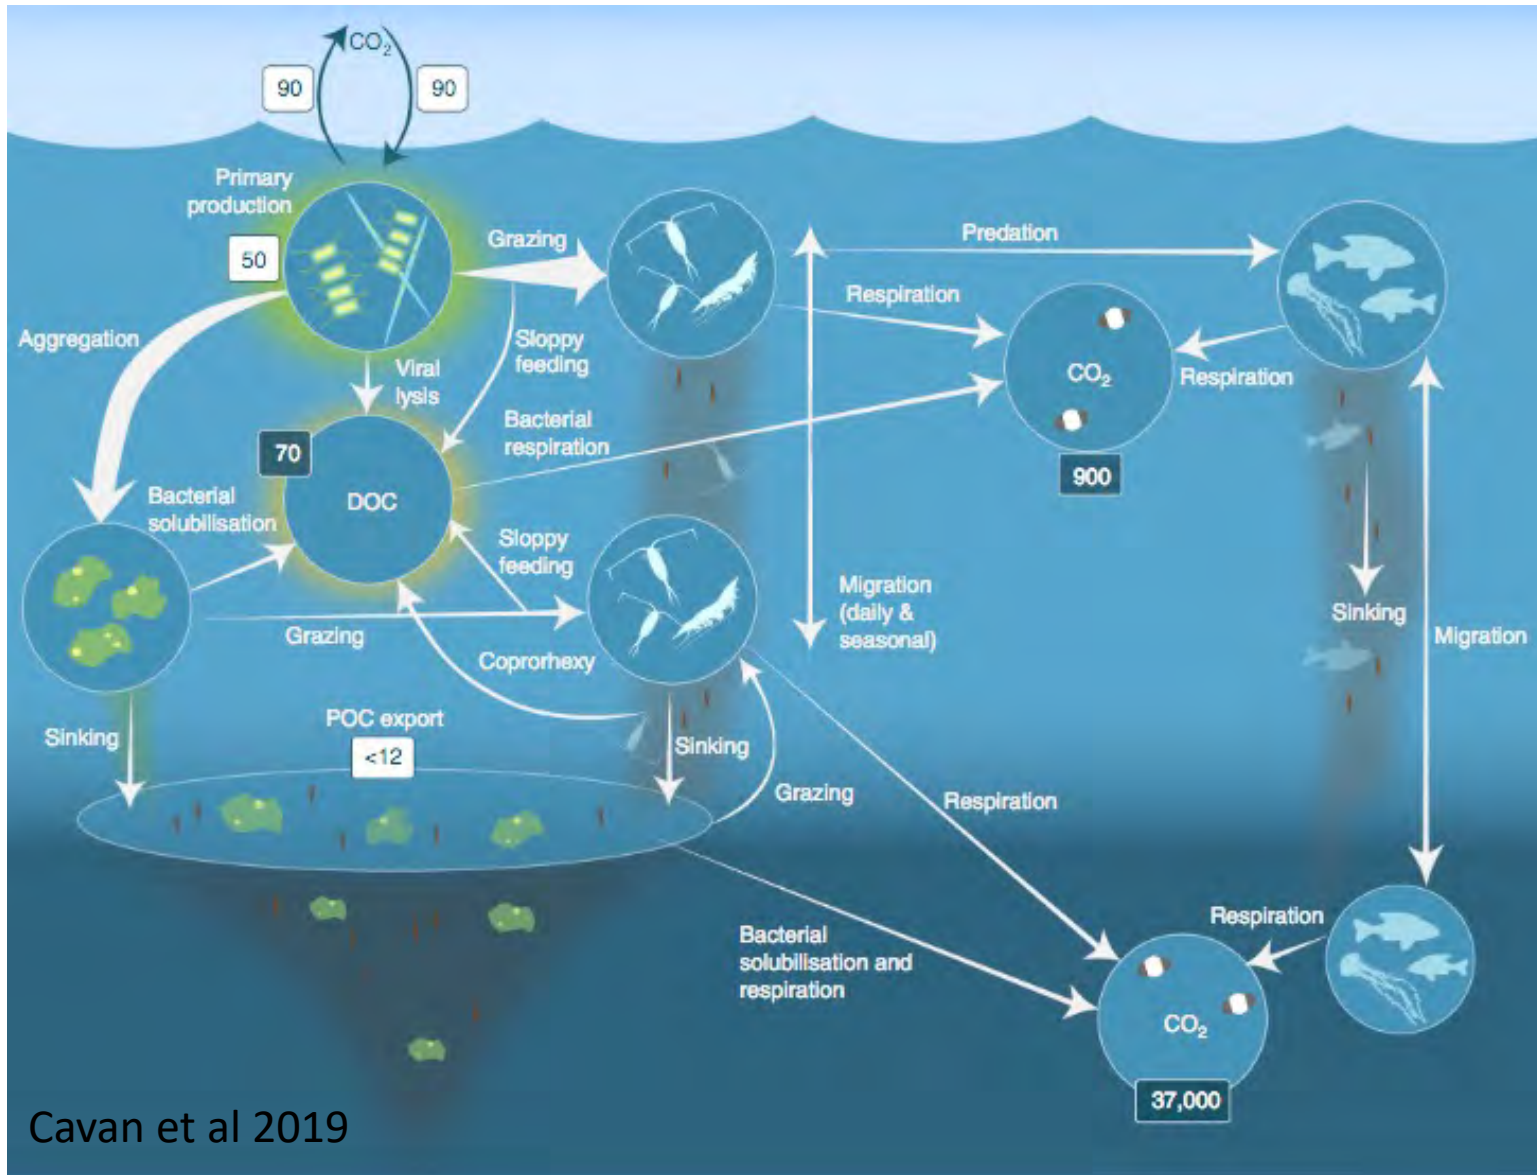 CO₂
90
90
Primary
production
50
Grazing
Predation
Respiration
Aggregation
Sloppy
feeding
Viral
lysis
CO₂
Respiration
900
Bacterial
respiration
70
DOC
Bacterial
solubilisation
Sloppy
feeding
Migration
(daily &
seasonal)
Sinking
Migration
Grazing
Coprorhexy
POC export
<12
Sinking
Sinking
Grazing
Respiration
Bacterial
solubilisation and
respiration
Respiration
CO₂
37,000
Cavan et al 2019